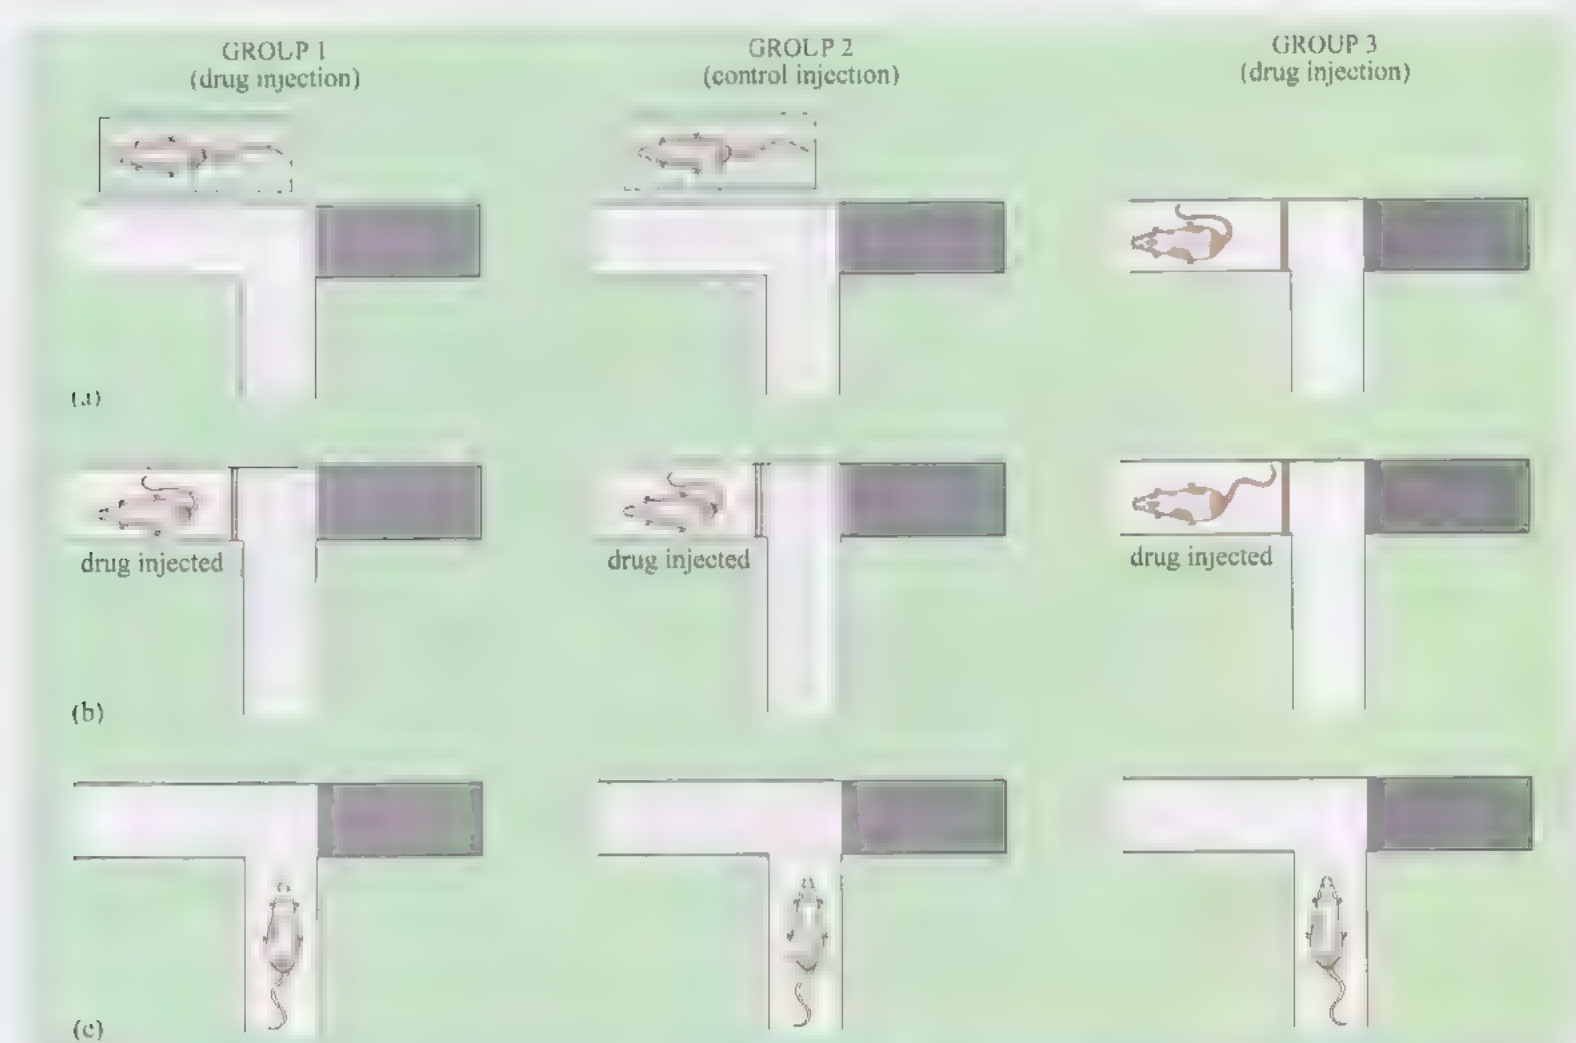 GROUP 1
(drug injection)
GROUP 2
(control injection)
GROUP 3
(drug injection)
(a)
drug injected
drug injected
drug injected
(b)
(c)